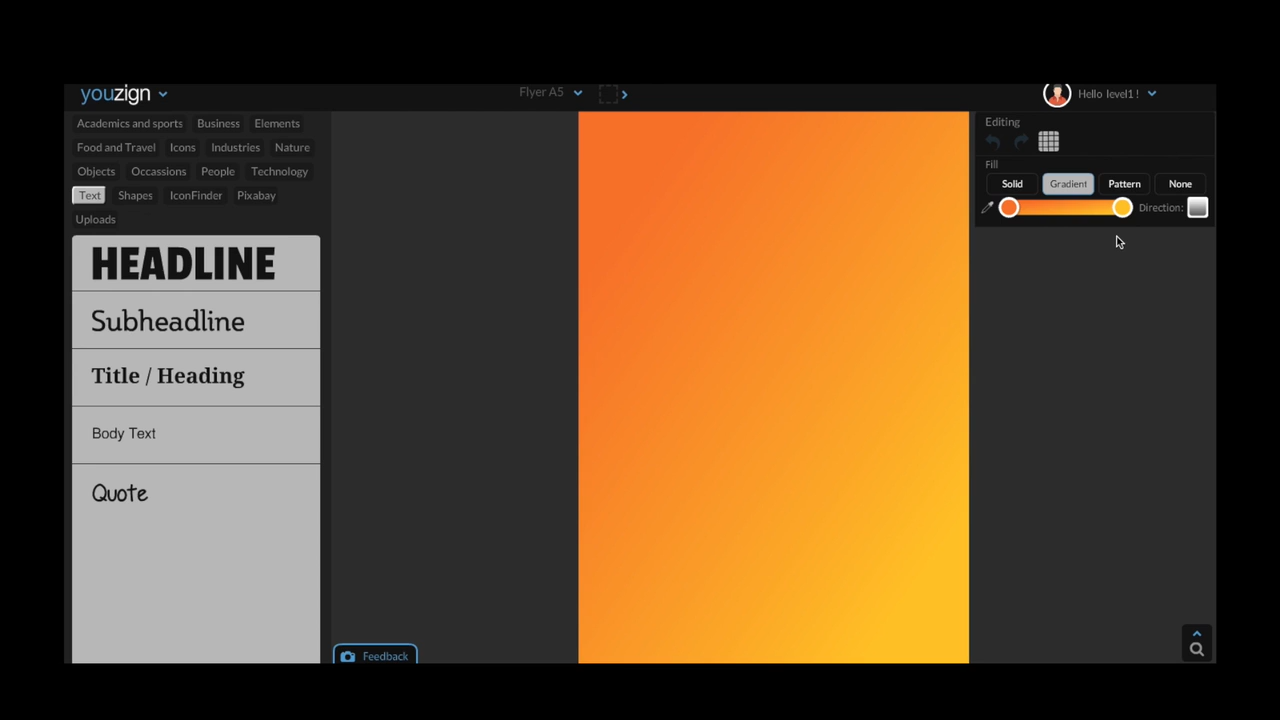 youzign
Flyer A5
Hello level1 !
Academics and sports Business Elements
Food and Travel Icons Industries Nature
Objects Occassions People Technology
Text Shapes IconFinder Pixabay
Uploads
HEADLINE
Subheadline
Title / Heading
Body Text
Quote
Feedback
Editing
Fill
Solid Gradient Pattern None
Direction: